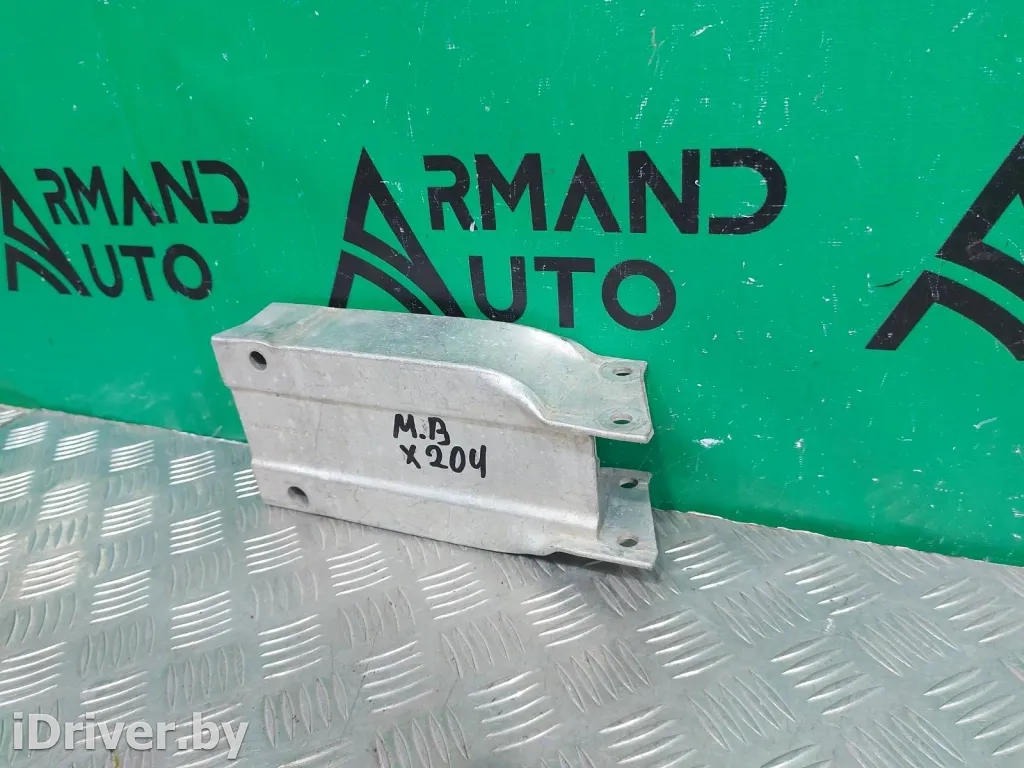 ARMAND
AUTO
ARMAND
AUTO
M.B
X204
iDriver.by